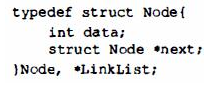 typedef struct Node{
    int data;
    struct Node *next;
}Node, *LinkList;